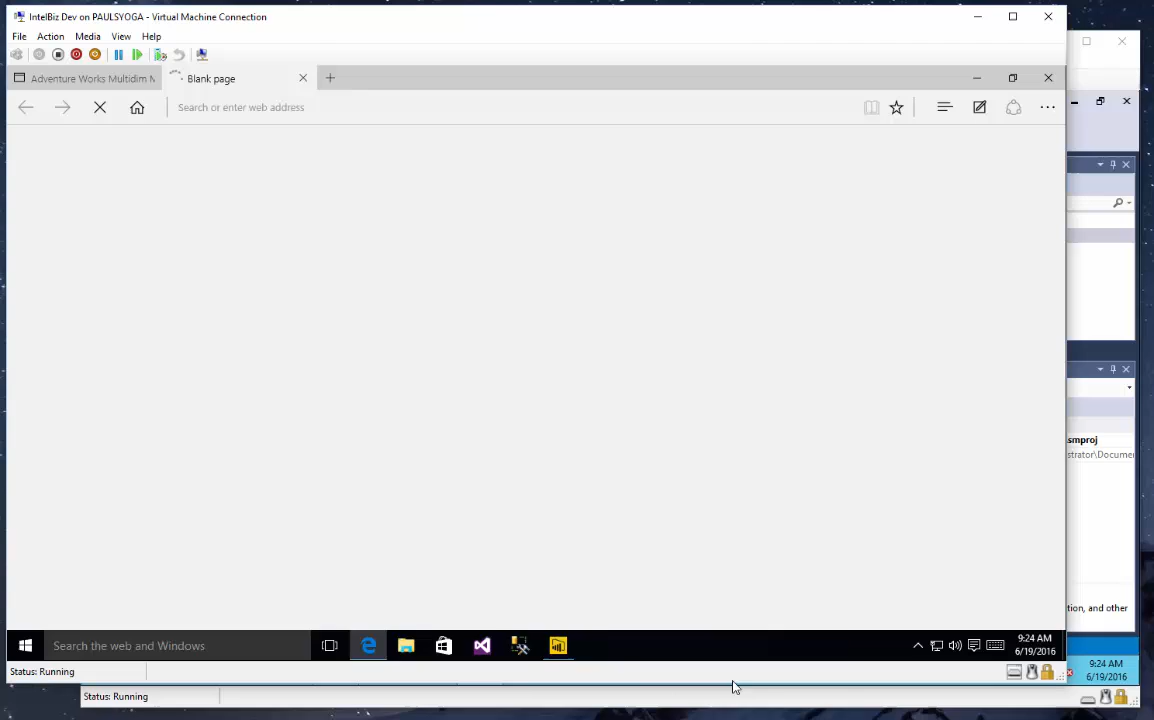 IntelBiz Dev on PAULSYOGA - Virtual Machine Connection
File Action Media View Help
Adventure Works Multidim M
Blank page
Search or enter web address
smproj
strator\Docume
tion, and other
Search the web and Windows
9:24 AM
6/19/2016
Status: Running
9:24 AM
6/19/2016
Status: Running